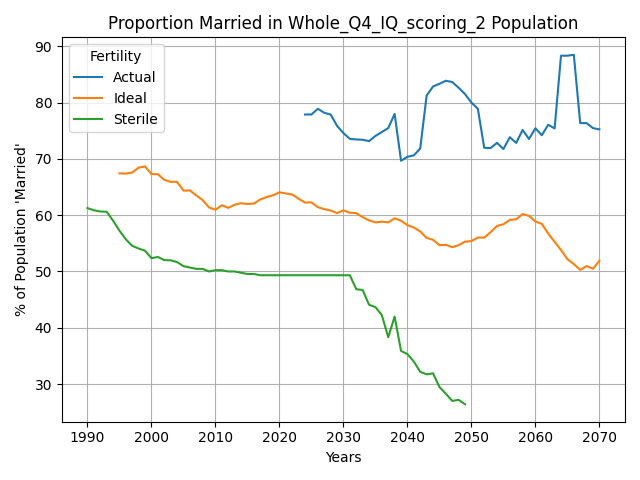 Proportion Married in Whole_Q4_IQ_scoring_2 Population
% of Population 'Married'
90
80
70
60
50
40
30
Fertility
Actual
Ideal
Sterile
1990 2000 2010 2020 2030 2040 2050 2060 2070
Years